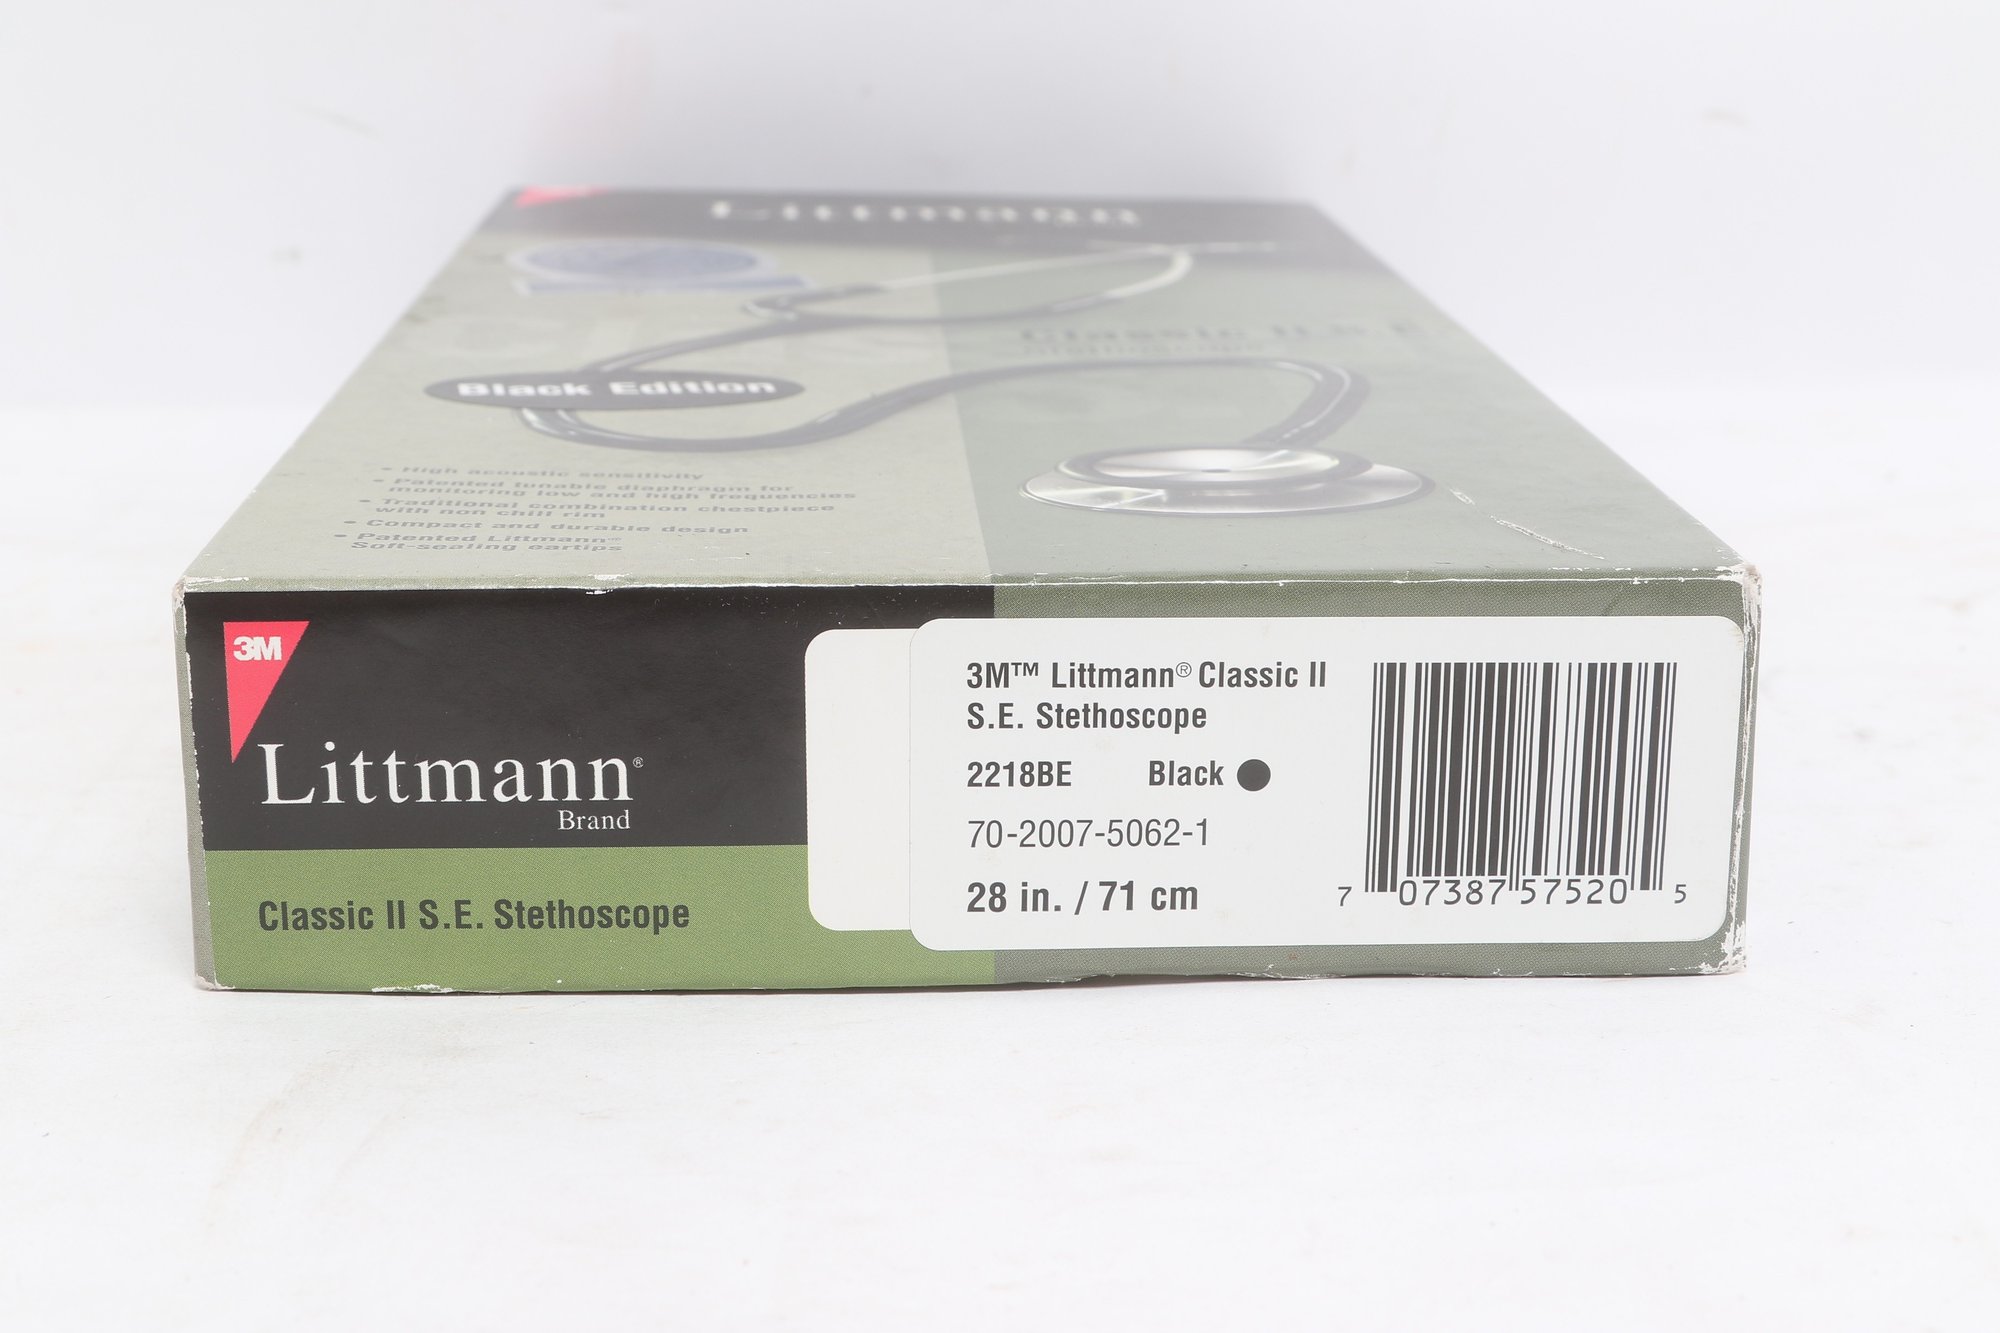 Littmann
Classic II S.E.
Black Edition
• High acoustic sensitivity
• Patented tunable diaphragm for
monitoring low and high frequencies
• Traditional combination chestpiece
with non chill rim
• Compact and durable design
• Patented Littmann™
Soft-sealing eartips
3M
Littmann®
Brand
Classic II S.E. Stethoscope
3M™ Littmann® Classic II
S.E. Stethoscope
2218BE Black
70-2007-5062-1
28 in. / 71 cm
7 07387 57520 5